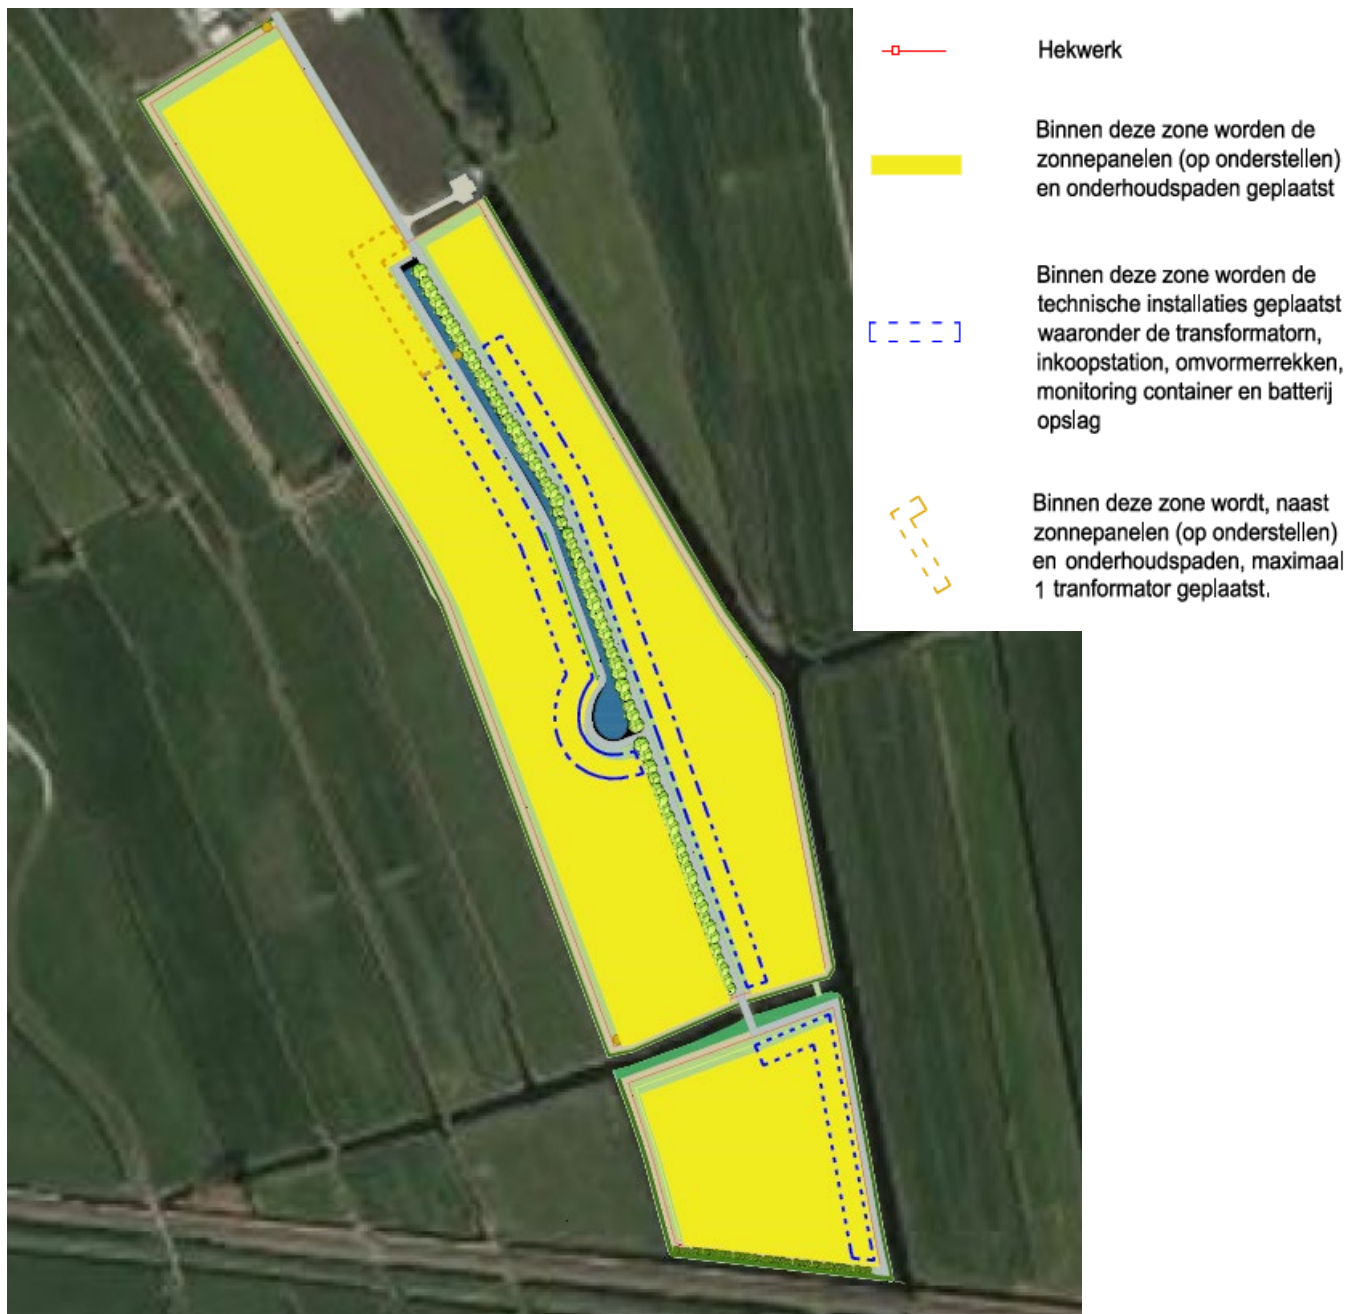 Hekwerk
Binnen deze zone worden de
zonnepanelen (op onderstellen)
en onderhoudspaden geplaatst
Binnen deze zone worden de
technische installaties geplaatst
waaronder de transformatorn,
inkoopstation, omvormerrekken,
monitoring container en batterij
opslag
Binnen deze zone wordt, naast
zonnepanelen (op onderstellen)
en onderhoudspaden, maximaal
1 tranformator geplaatst.